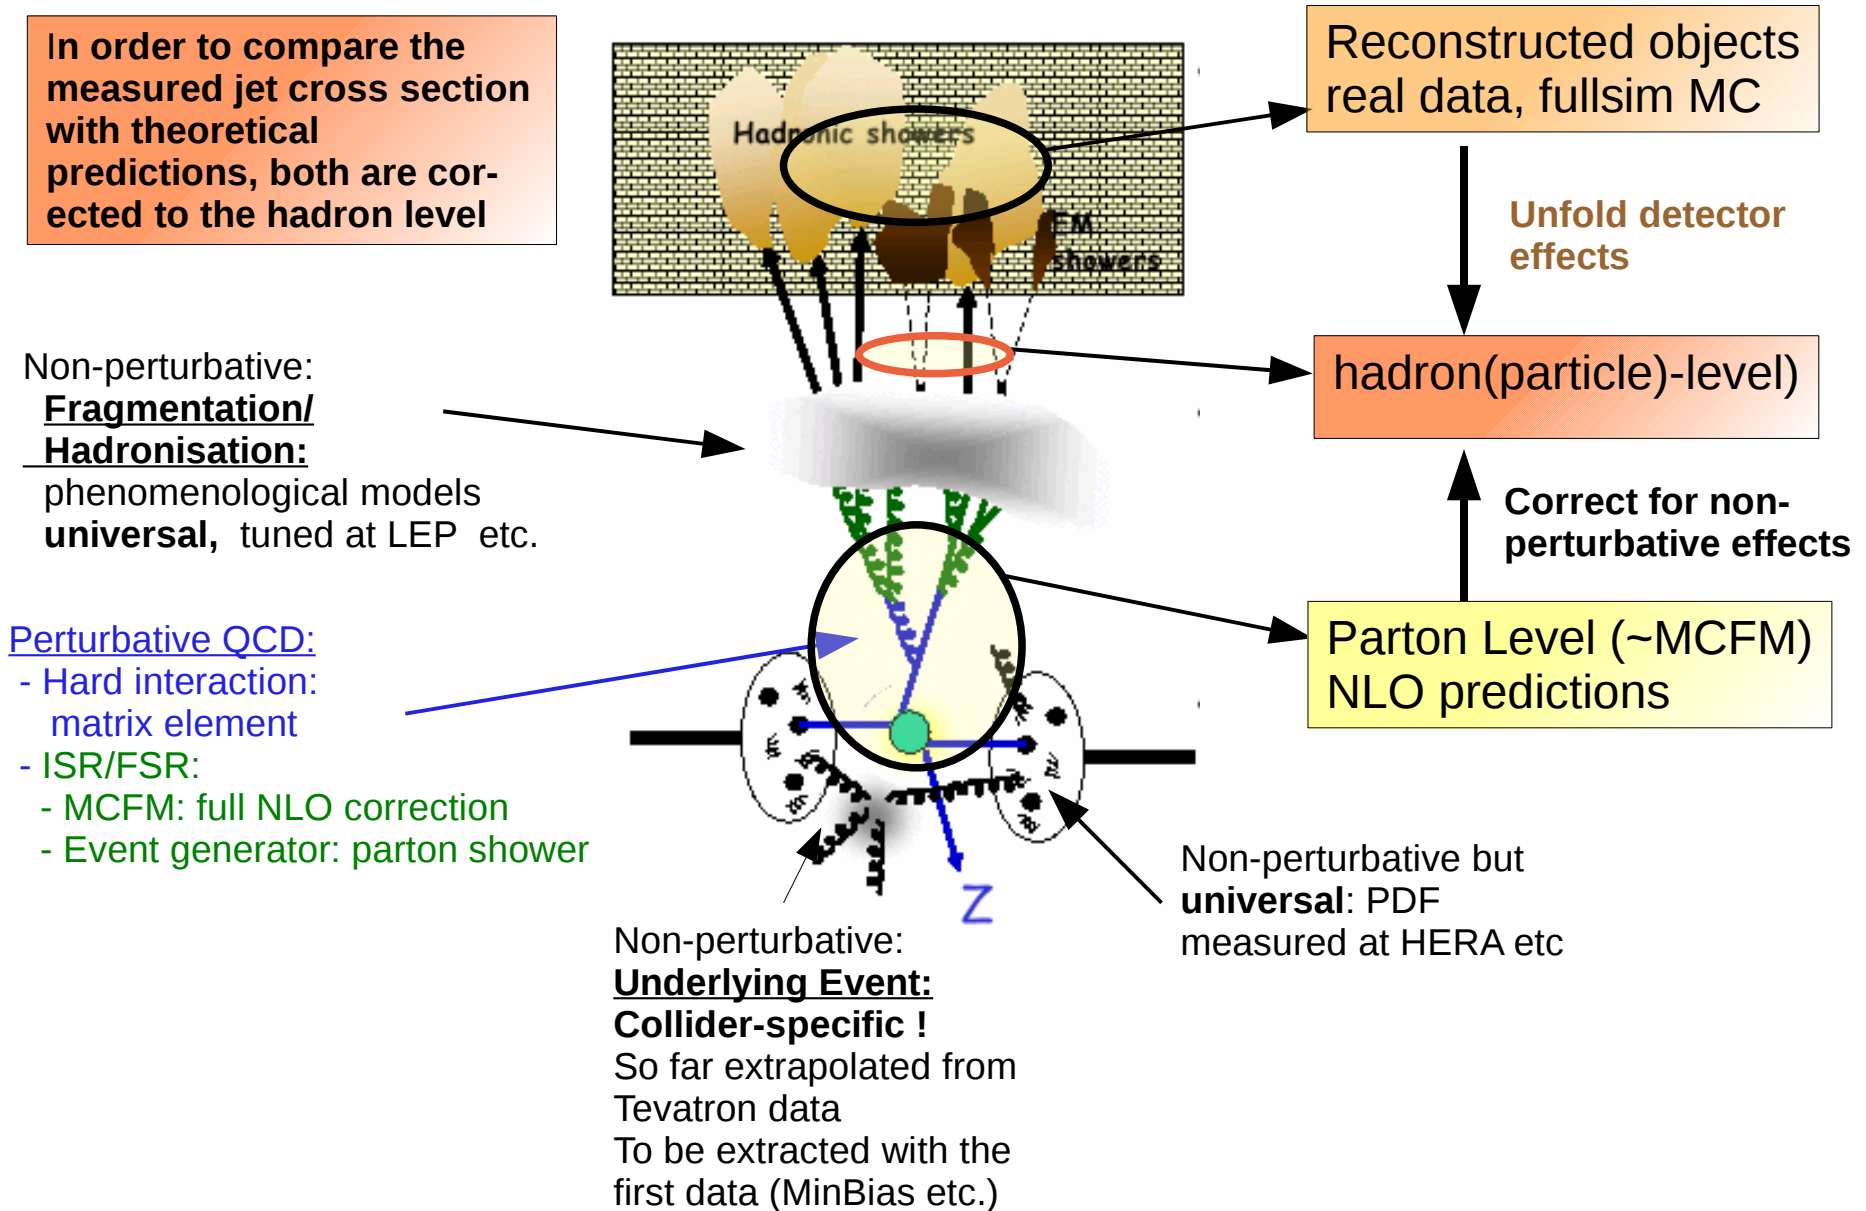 In order to compare the
measured jet cross section
with theoretical
predictions, both are cor-
ected to the hadron level
Hadronic showers
EM
showers
Reconstructed objects
real data, fullsim MC
Unfold detector
effects
hadron(particle)-level)
Correct for non-
perturbative effects
Parton Level (~MCFM)
NLO predictions
Non-perturbative:
Fragmentation/
Hadronisation:
phenomenological models
universal, tuned at LEP etc.
Perturbative QCD:
- Hard interaction:
matrix element
- ISR/FSR:
- MCFM: full NLO correction
- Event generator: parton shower
Z
Non-perturbative but
universal: PDF
measured at HERA etc
Non-perturbative:
Underlying Event:
Collider-specific !
So far extrapolated from
Tevatron data
To be extracted with the
first data (MinBias etc.)